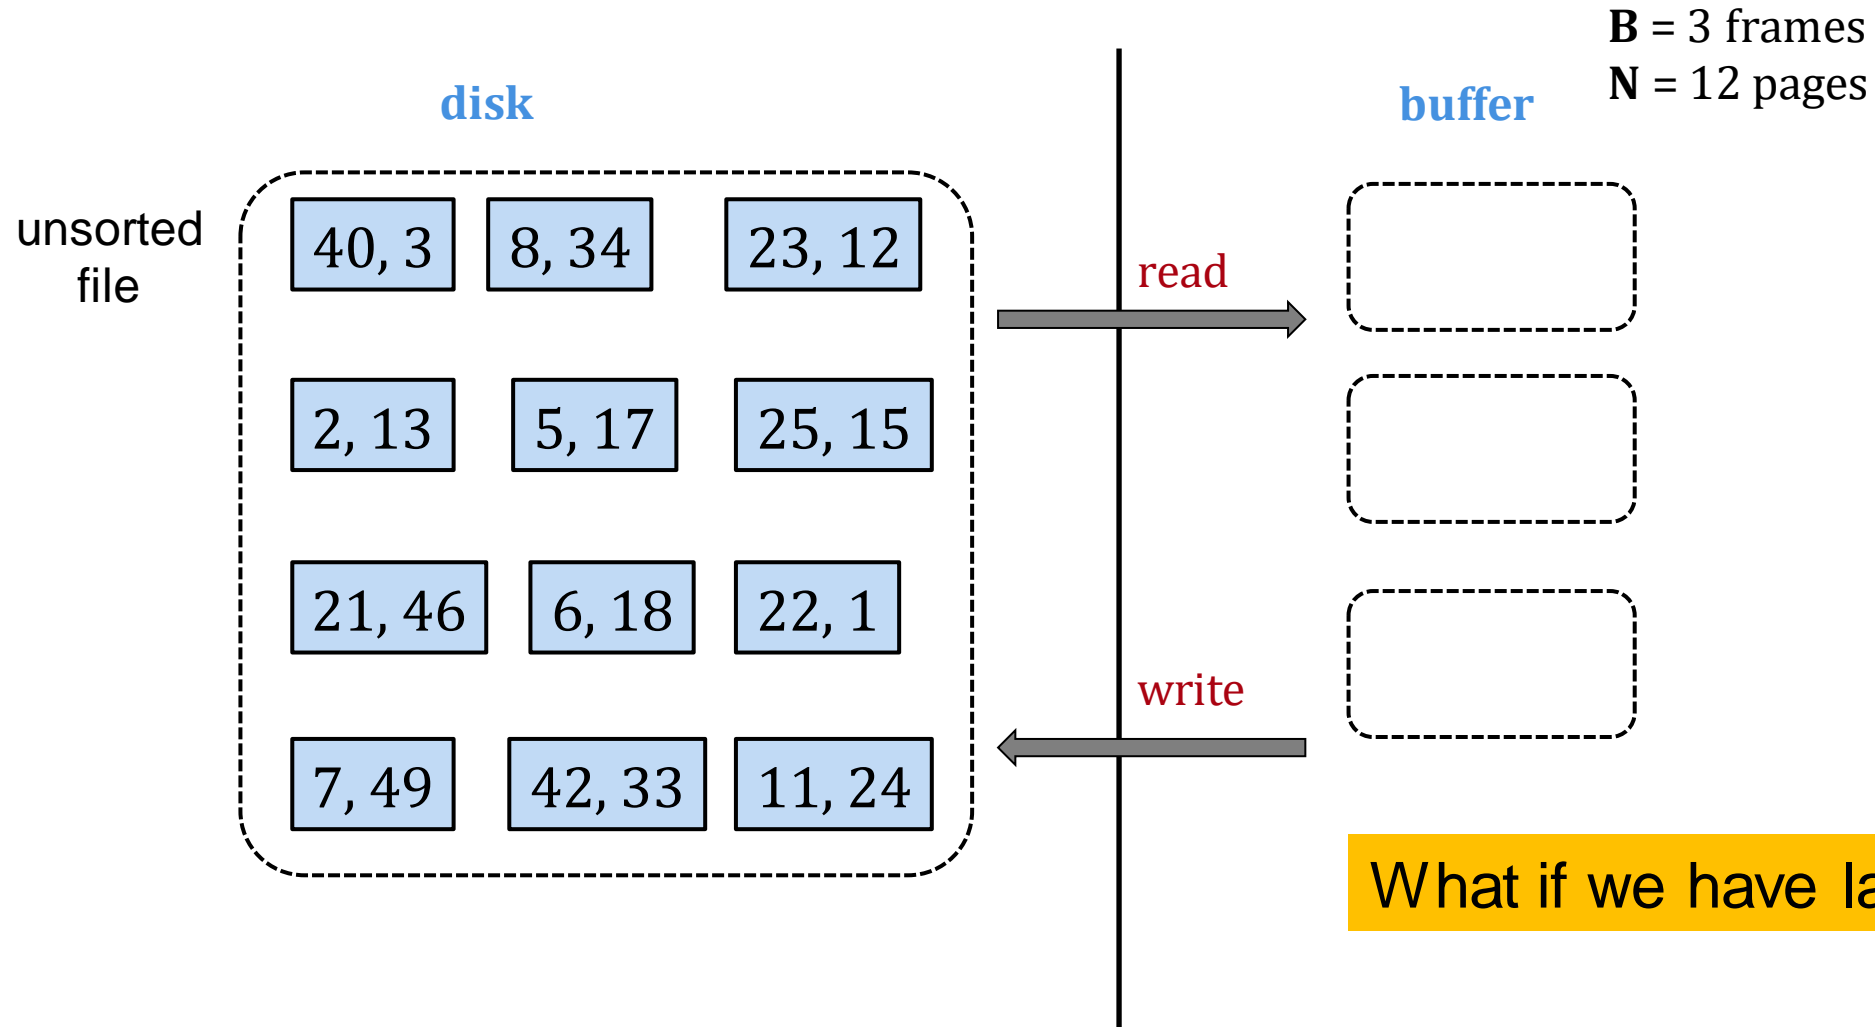 B = 3 frames
N = 12 pages
disk
buffer
unsorted
file
40, 3
8, 34
23, 12
read
2, 13
5, 17
25, 15
21, 46
6, 18
22, 1
write
7, 49
42, 33
11, 24
What if we have